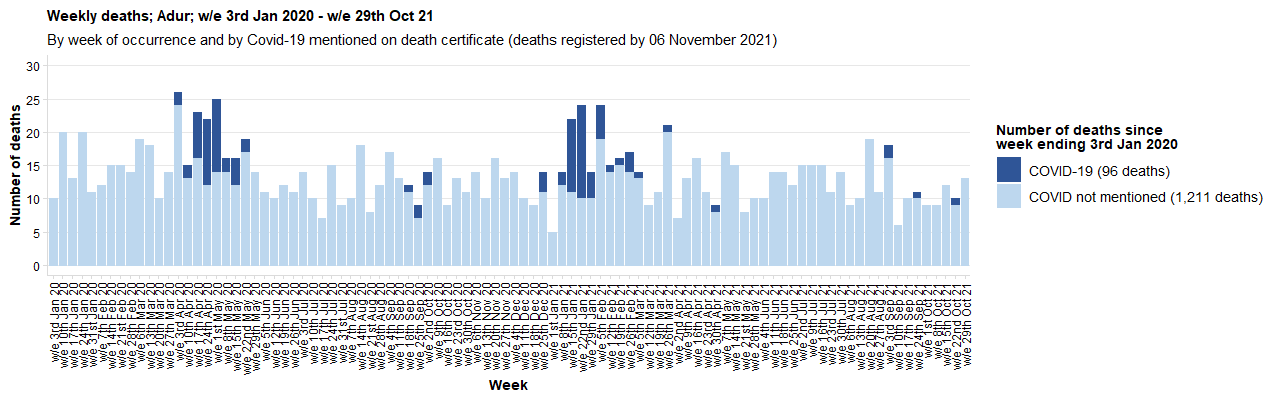 Weekly deaths; Adur; w/e 3rd Jan 2020 - w/e 29th Oct 21
By week of occurrence and by Covid-19 mentioned on death certificate (deaths registered by 06 November 2021)
Number of deaths
30
25
20
15
10
5
0
w/e 3rd Jan 20
w/e 10th Jan 20
w/e 17th Jan 20
w/e 24th Jan 20
w/e 31st Jan 20
w/e 7th Feb 20
w/e 14th Feb 20
w/e 21st Feb 20
w/e 28th Feb 20
w/e 6th Mar 20
w/e 13th Mar 20
w/e 20th Mar 20
w/e 27th Mar 20
w/e 3rd Apr 20
w/e 10th Apr 20
w/e 17th Apr 20
w/e 24th Apr 20
w/e 1st May 20
w/e 8th May 20
w/e 15th May 20
w/e 22nd May 20
w/e 29th May 20
w/e 5th Jun 20
w/e 12th Jun 20
w/e 19th Jun 20
w/e 26th Jun 20
w/e 3rd Jul 20
w/e 10th Jul 20
w/e 17th Jul 20
w/e 24th Jul 20
w/e 31st Jul 20
w/e 7th Aug 20
w/e 14th Aug 20
w/e 21st Aug 20
w/e 28th Aug 20
w/e 4th Sep 20
w/e 11th Sep 20
w/e 18th Sep 20
w/e 25th Sep 20
w/e 2nd Oct 20
w/e 9th Oct 20
w/e 16th Oct 20
w/e 23rd Oct 20
w/e 30th Oct 20
w/e 6th Nov 20
w/e 13th Nov 20
w/e 20th Nov 20
w/e 27th Nov 20
w/e 4th Dec 20
w/e 11th Dec 20
w/e 18th Dec 20
w/e 25th Dec 20
w/e 1st Jan 21
w/e 8th Jan 21
w/e 15th Jan 21
w/e 22nd Jan 21
w/e 29th Jan 21
w/e 5th Feb 21
w/e 12th Feb 21
w/e 19th Feb 21
w/e 26th Feb 21
w/e 5th Mar 21
w/e 12th Mar 21
w/e 19th Mar 21
w/e 26th Mar 21
w/e 2nd Apr 21
w/e 9th Apr 21
w/e 16th Apr 21
w/e 23rd Apr 21
w/e 30th Apr 21
w/e 7th May 21
w/e 14th May 21
w/e 21st May 21
w/e 28th May 21
w/e 4th Jun 21
w/e 11th Jun 21
w/e 18th Jun 21
w/e 25th Jun 21
w/e 2nd Jul 21
w/e 9th Jul 21
w/e 16th Jul 21
w/e 23rd Jul 21
w/e 30th Jul 21
w/e 6th Aug 21
w/e 13th Aug 21
w/e 20th Aug 21
w/e 27th Aug 21
w/e 3rd Sep 21
w/e 10th Sep 21
w/e 17th Sep 21
w/e 24th Sep 21
w/e 1st Oct 21
w/e 8th Oct 21
w/e 15th Oct 21
w/e 22nd Oct 21
w/e 29th Oct 21
Week
Number of deaths since
week ending 3rd Jan 2020
COVID-19 (96 deaths)
COVID not mentioned (1,211 deaths)